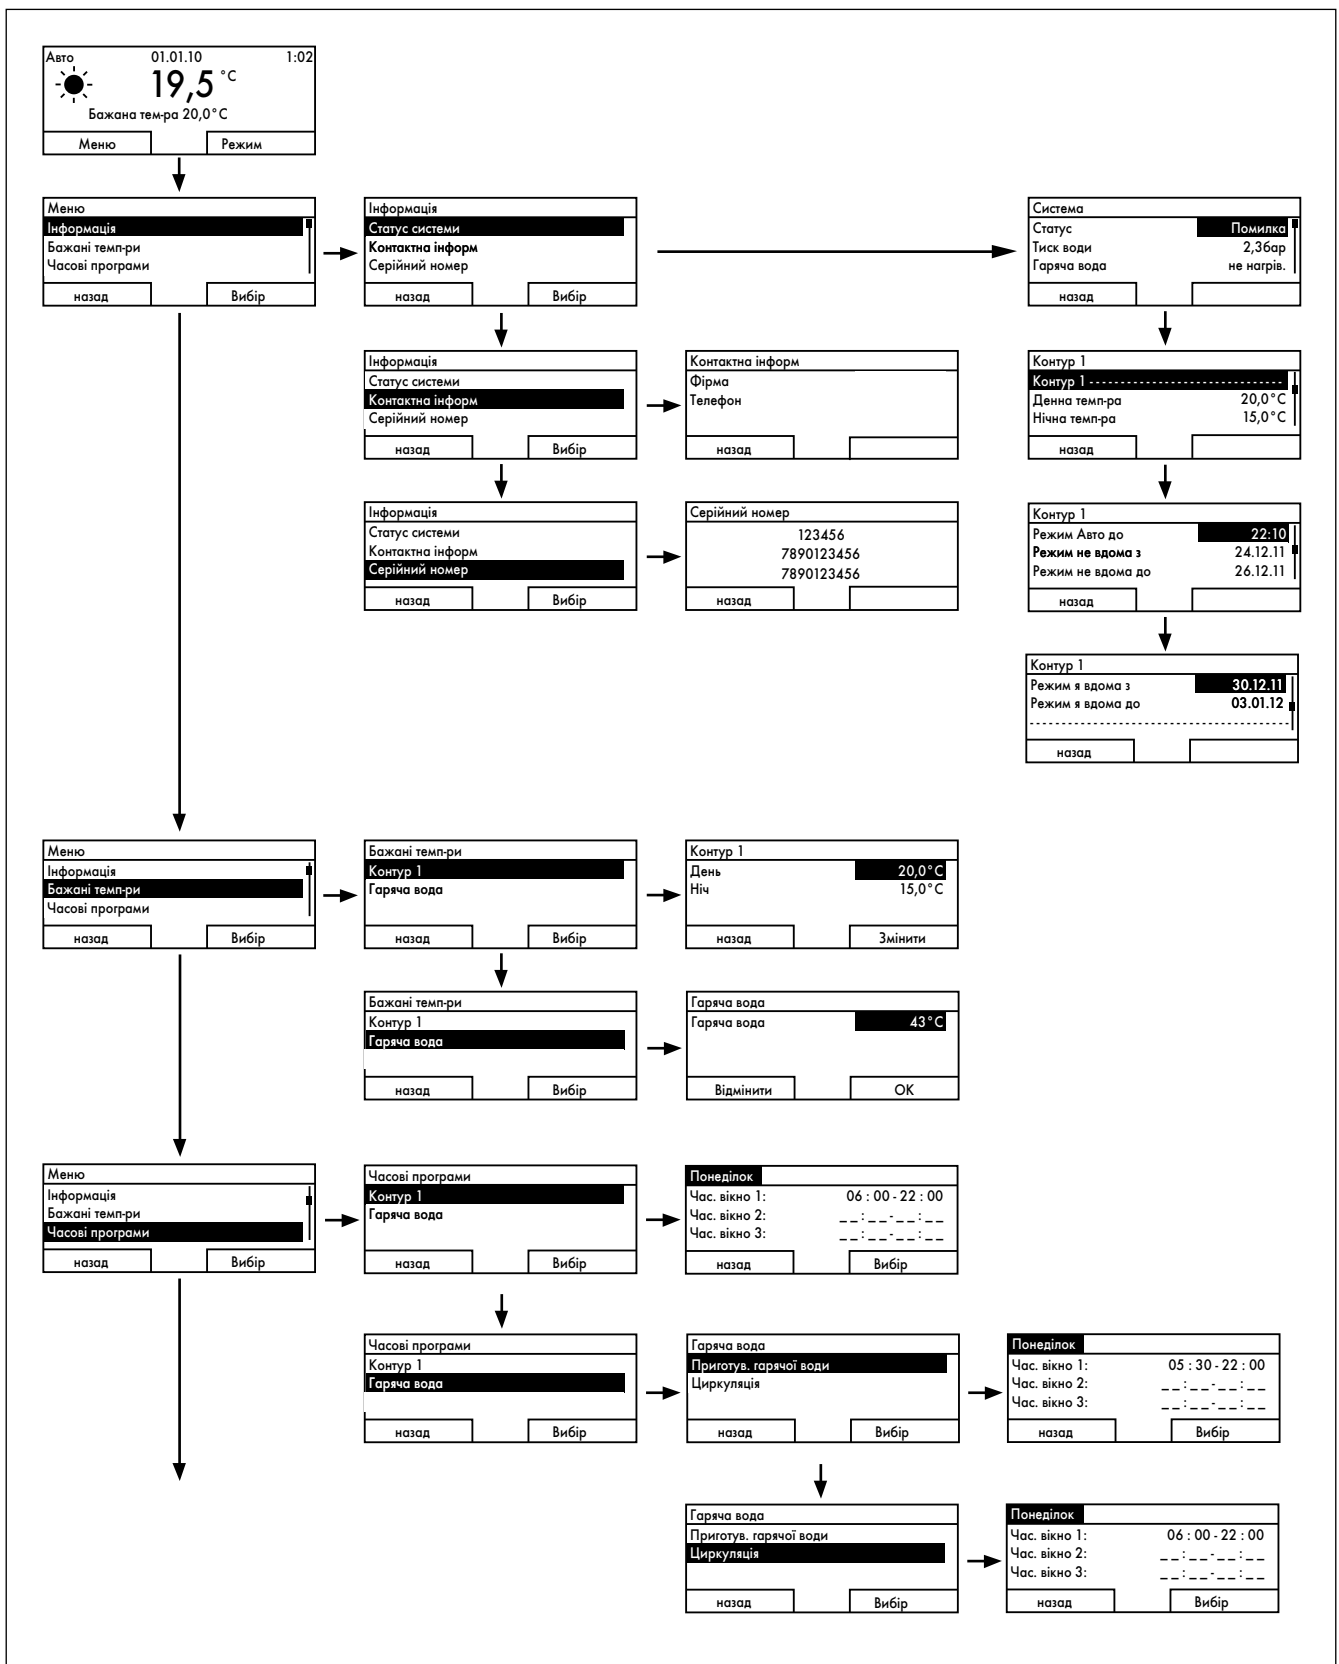 Авто 01.01.10 1:02
19,5 °C
Бажана тем-ра 20,0°C
Меню Режим
Меню
Інформація
Бажані темп-ри
Часові програми
назад Вибір
Інформація
Статус системи
Контактна інформ
Серійний номер
назад Вибір
Система
Статус Помилка
Тиск води 2,3бар
Гаряча вода не нагрів.
назад
Інформація
Статус системи
Контактна інформ
Серійний номер
назад Вибір
Контактна інформ
Фірма
Телефон
назад
Контур 1
Контур 1 - - - - - - - - - - - - - - - - - - - - - - - - - - - - - -
Денна темп-ра 20,0°C
Нічна темп-ра 15,0°C
назад
Інформація
Статус системи
Контактна інформ
Серійний номер
назад Вибір
Серійний номер
123456
7890123456
7890123456
назад
Контур 1
Режим Авто до 22:10
Режим не вдома з 24.12.11
Режим не вдома до 26.12.11
назад
Контур 1
Режим я вдома з 30.12.11
Режим я вдома до 03.01.12
назад
Меню
Інформація
Бажані темп-ри
Часові програми
назад Вибір
Бажані темп-ри
Контур 1
Гаряча вода
назад Вибір
Контур 1
День 20,0°C
Ніч 15,0°C
назад Змінити
Бажані темп-ри
Контур 1
Гаряча вода
назад Вибір
Гаряча вода
Гаряча вода 43°C
Відмінити OK
Меню
Інформація
Бажані темп-ри
Часові програми
назад Вибір
Часові програми
Контур 1
Гаряча вода
назад Вибір
Понеділок
Час. вікно 1: 06 : 00 - 22 : 00
Час. вікно 2: _ _ : _ _ - _ _ : _ _
Час. вікно 3: _ _ : _ _ - _ _ : _ _
назад Вибір
Часові програми
Контур 1
Гаряча вода
назад Вибір
Гаряча вода
Приготув. гарячої води
Циркуляція
назад Вибір
Понеділок
Час. вікно 1: 05 : 30 - 22 : 00
Час. вікно 2: _ _ : _ _ - _ _ : _ _
Час. вікно 3: _ _ : _ _ - _ _ : _ _
назад Вибір
Гаряча вода
Приготув. гарячої води
Циркуляція
назад Вибір
Понеділок
Час. вікно 1: 06 : 00 - 22 : 00
Час. вікно 2: _ _ : _ _ - _ _ : _ _
Час. вікно 3: _ _ : _ _ - _ _ : _ _
назад Вибір